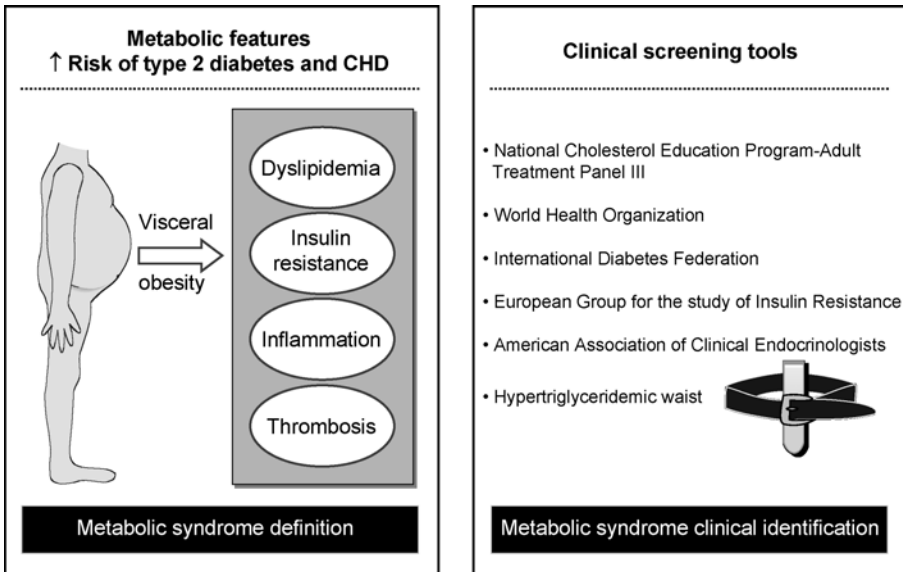 Metabolic features
↑ Risk of type 2 diabetes and CHD
Visceral
obesity
Dyslipidemia
Insulin
resistance
Inflammation
Thrombosis
Metabolic syndrome definition
Clinical screening tools
• National Cholesterol Education Program-Adult
Treatment Panel III
• World Health Organization
• International Diabetes Federation
• European Group for the study of Insulin Resistance
• American Association of Clinical Endocrinologists
• Hypertriglyceridemic waist
Metabolic syndrome clinical identification